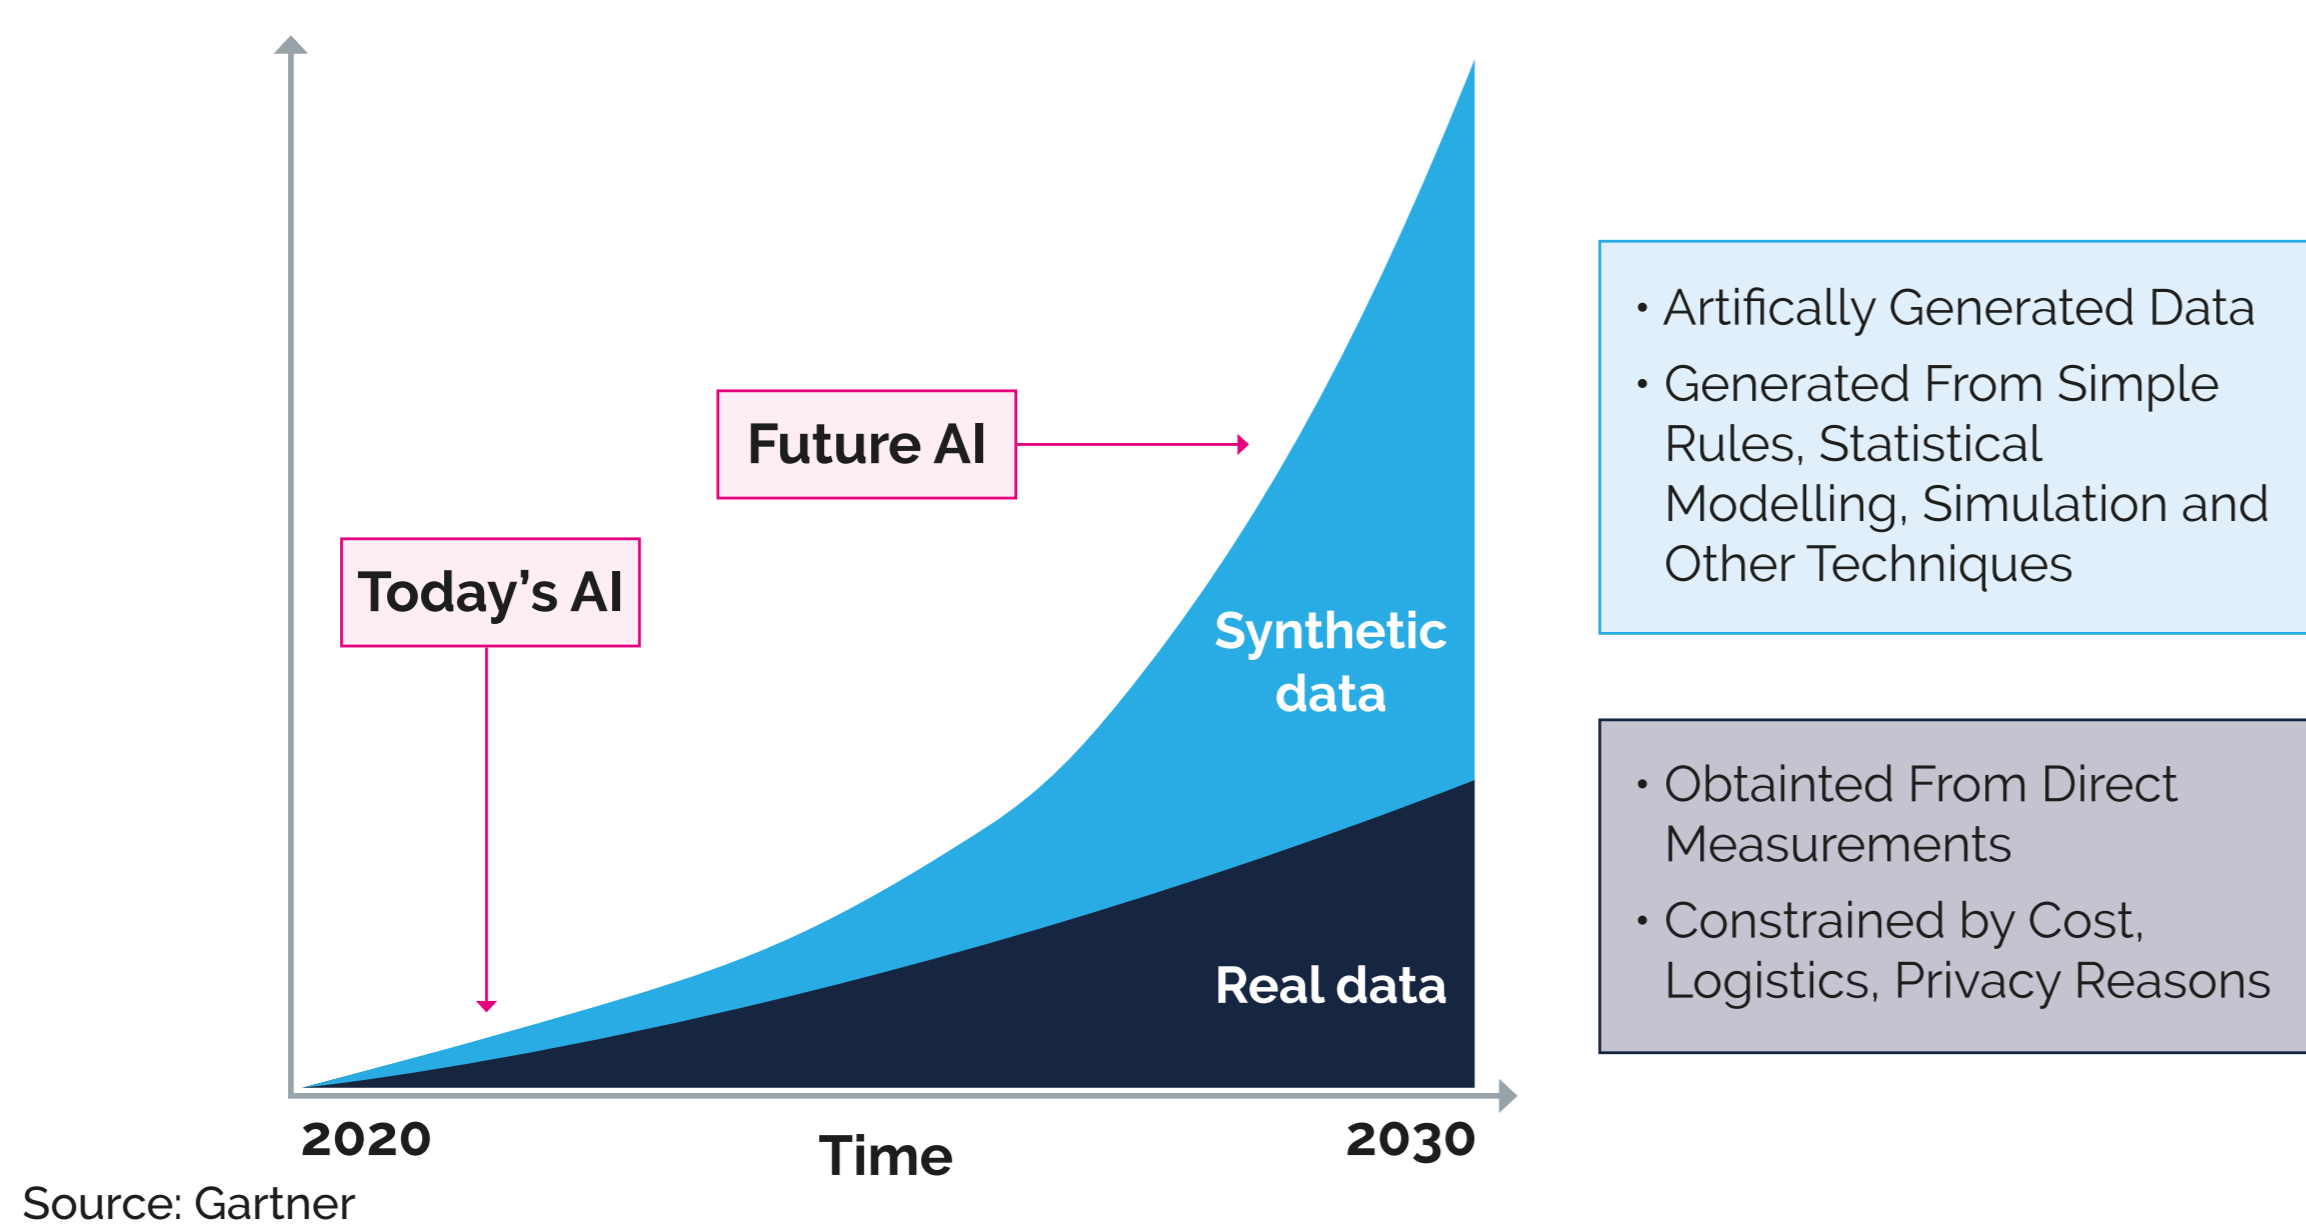 Future AI
Today’s AI
Synthetic
data
Real data
2020
Time
2030
Source: Gartner
• Artifically Generated Data
• Generated From Simple
Rules, Statistical
Modelling, Simulation and
Other Techniques
• Obtainted From Direct
Measurements
• Constrained by Cost,
Logistics, Privacy Reasons